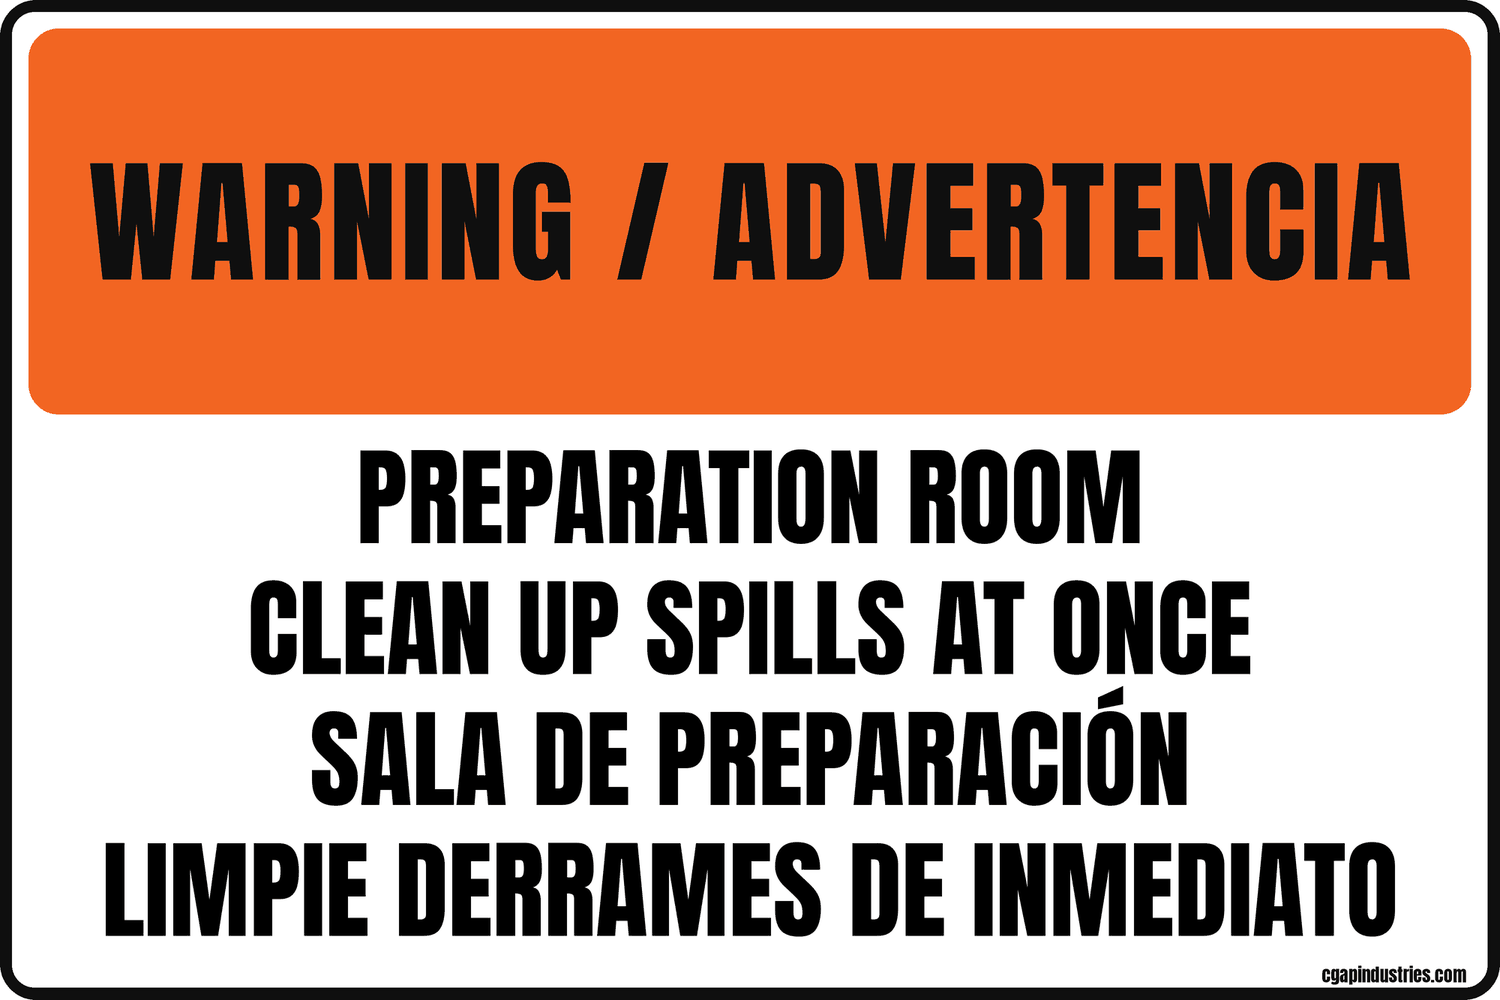 WARNING / ADVERTENCIA
PREPARATION ROOM
CLEAN UP SPILLS AT ONCE
SALA DE PREPARACIÓN
LIMPIE DERRAMES DE INMEDIATO
cgapindustries.com